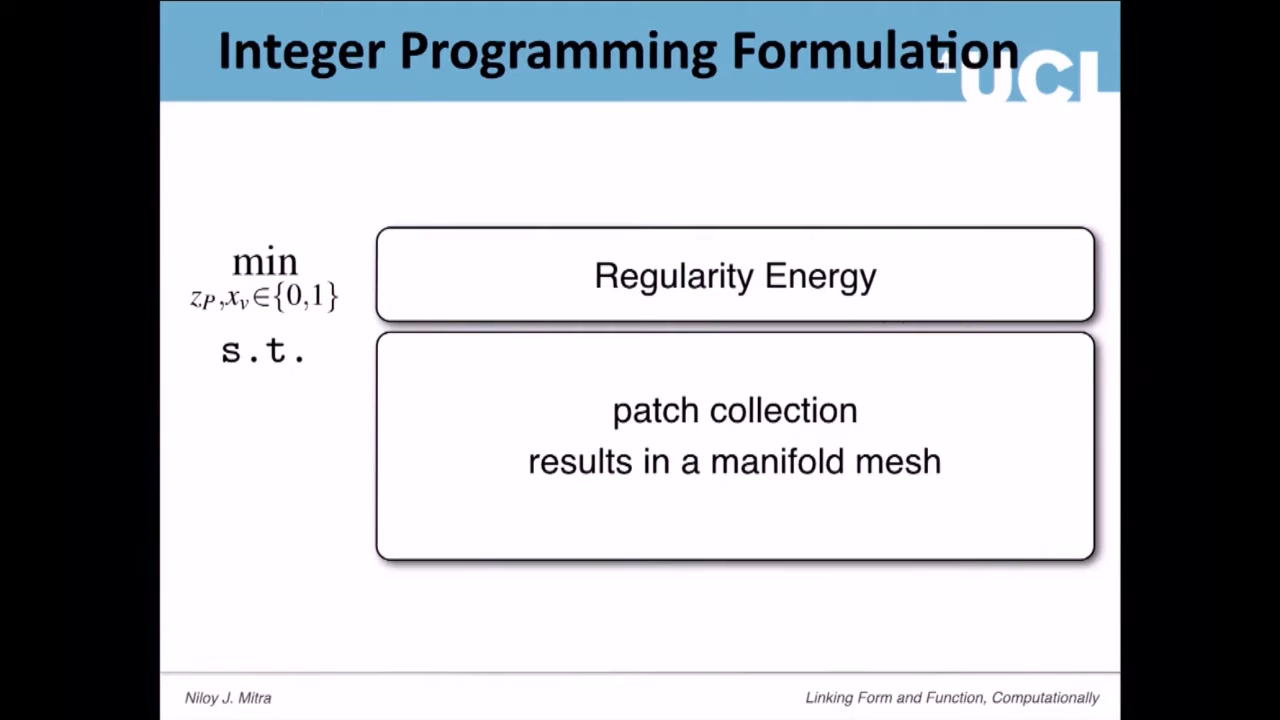 Integer Programming Formulation
UCL
min
z_P,x_v∈{0,1}
Regularity Energy
s.t.
patch collection
results in a manifold mesh
Niloy J. Mitra
Linking Form and Function, Computationally